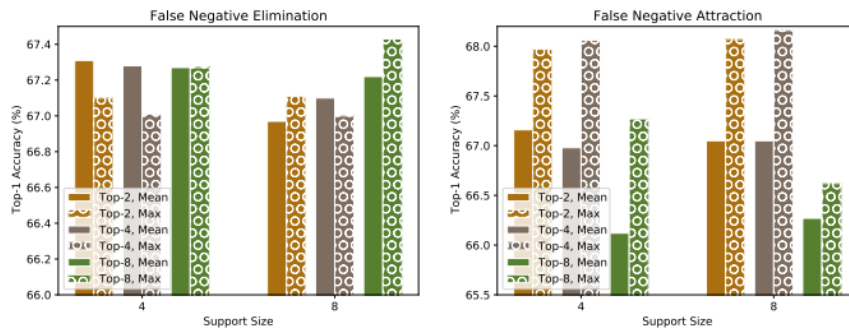 False Negative Elimination
Top-1 Accuracy (%)
67.4
67.2
67.0
66.8
66.6
66.4
66.2
66.0
Top-2, Mean
Top-2, Max
Top-4, Mean
Top-4, Max
Top-8, Mean
Top-8, Max
4
8
Support Size
False Negative Attraction
Top-1 Accuracy (%)
68.0
67.5
67.0
66.5
66.0
65.5
Top-2, Mean
Top-2, Max
Top-4, Mean
Top-4, Max
Top-8, Mean
Top-8, Max
4
8
Support Size